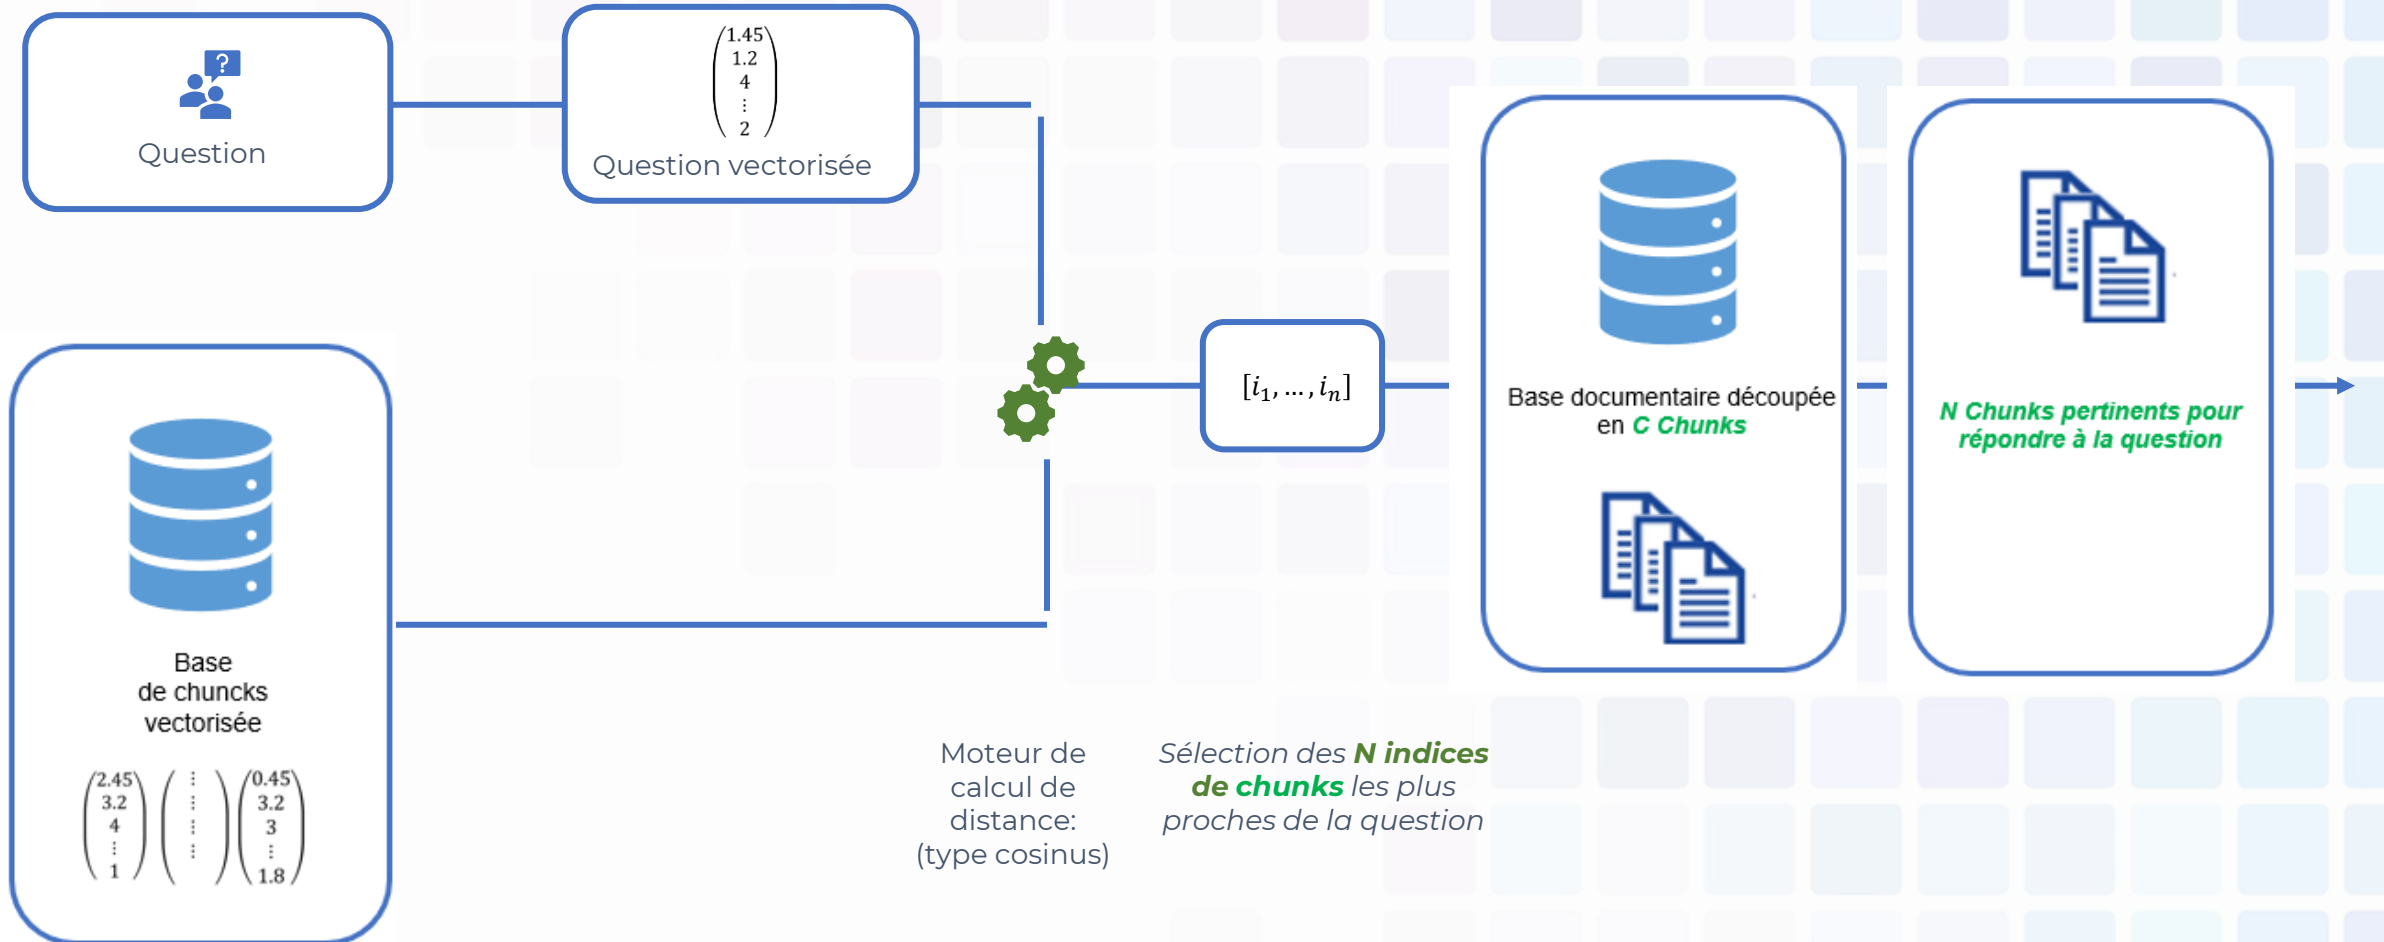 ?
Question
1.45
1.2
4
⋮
2
Question vectorisée
[i₁, ..., iₙ]
Base documentaire découpée
en C Chunks
N Chunks pertinents pour
répondre à la question
Base
de chuncks
vectorisée
2.45 ⋮ 0.45
3.2 ⋮ 3.2
4 ⋮ 3
⋮ ⋮ ⋮
1 1.8
Moteur de
calcul de
distance:
(type cosinus)
Sélection des N indices
de chunks les plus
proches de la question